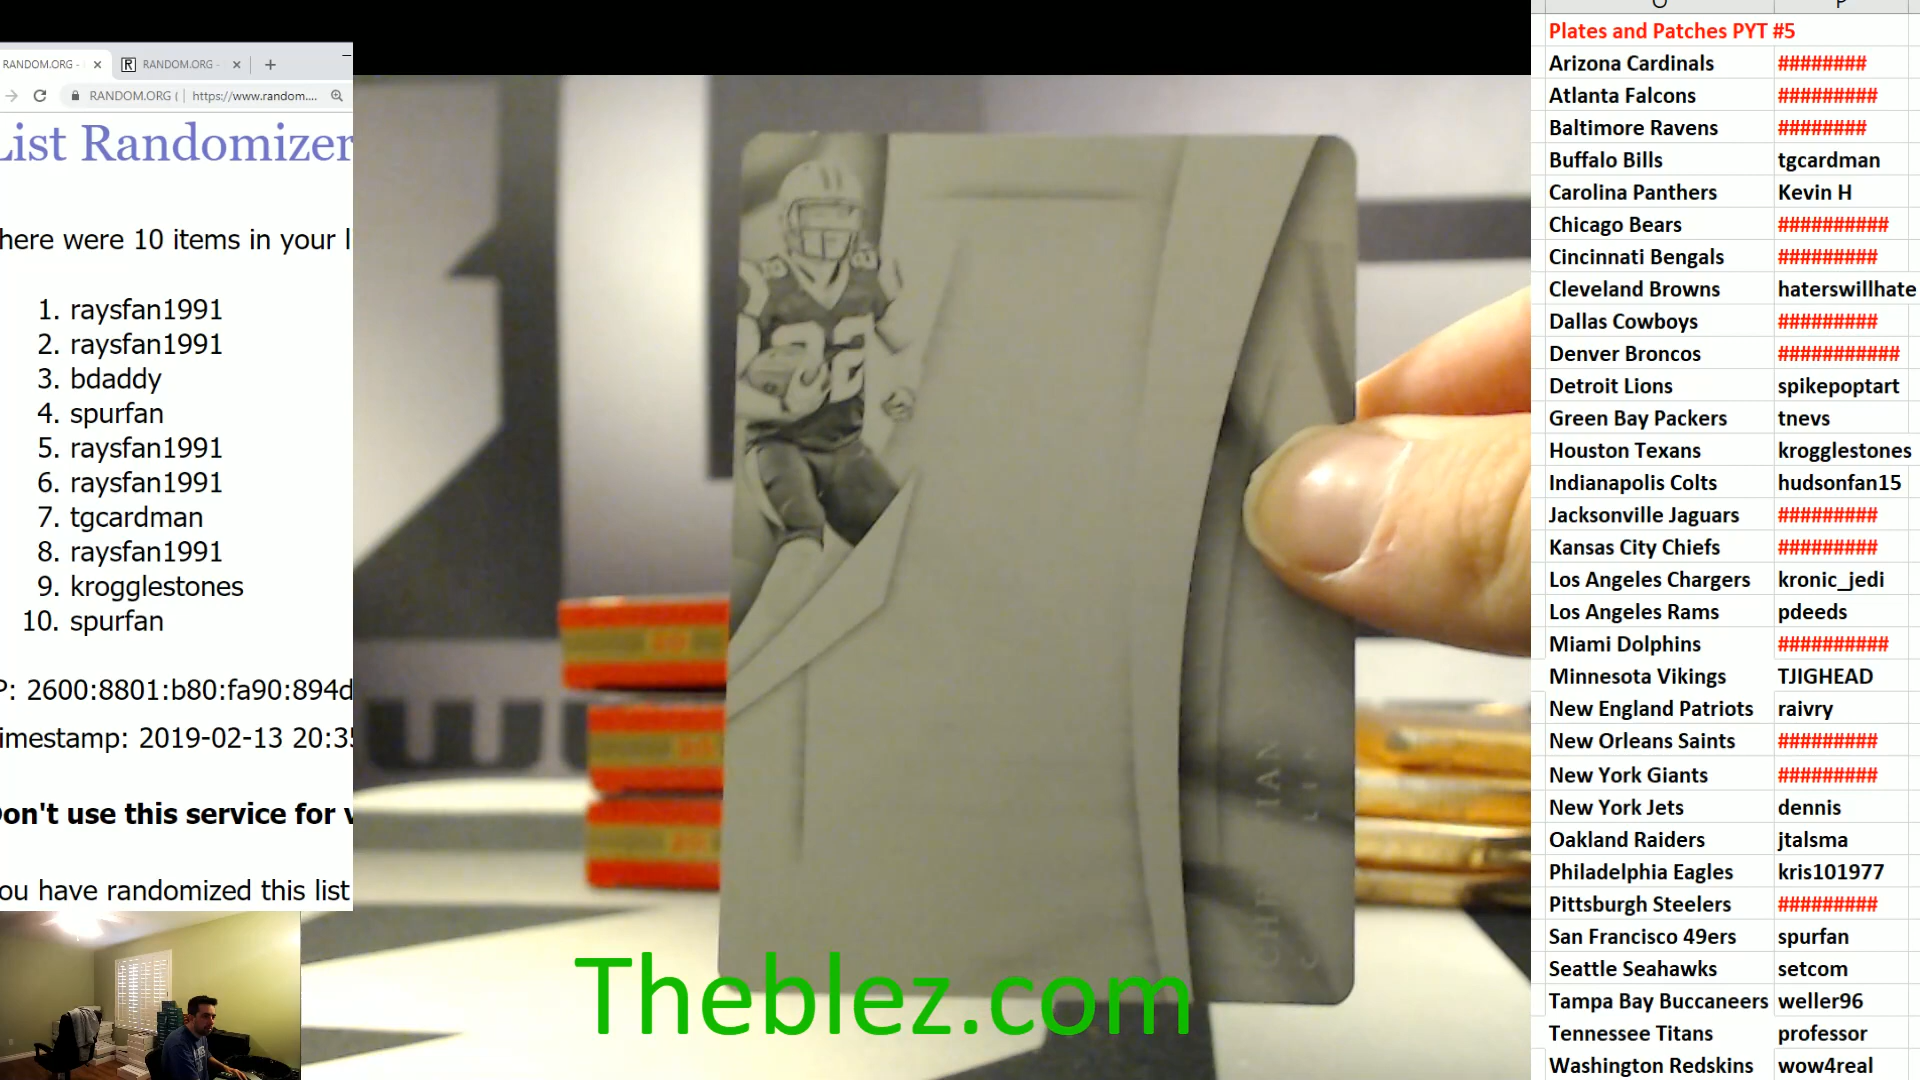 RANDOM.ORG -
RANDOM.ORG -
RANDOM.ORG ( https://www.random....
List Randomizer
here were 10 items in your l
1. raysfan1991
2. raysfan1991
3. bdaddy
4. spurfan
5. raysfan1991
6. raysfan1991
7. tgcardman
8. raysfan1991
9. krogglestones
10. spurfan
P: 2600:8801:b80:fa90:894d
imestamp: 2019-02-13 20:35
on't use this service for v
ou have randomized this list
22
Theblez.com
O P
Plates and Patches PYT #5
Arizona Cardinals ########
Atlanta Falcons #########
Baltimore Ravens ########
Buffalo Bills tgcardman
Carolina Panthers Kevin H
Chicago Bears ##########
Cincinnati Bengals #########
Cleveland Browns haterswillhate
Dallas Cowboys #########
Denver Broncos ###########
Detroit Lions spikepoptart
Green Bay Packers tnevs
Houston Texans krogglestones
Indianapolis Colts hudsonfan15
Jacksonville Jaguars #########
Kansas City Chiefs #########
Los Angeles Chargers kronic_jedi
Los Angeles Rams pdeeds
Miami Dolphins ##########
Minnesota Vikings TJIGHEAD
New England Patriots raivry
New Orleans Saints #########
New York Giants #########
New York Jets dennis
Oakland Raiders jtalsma
Philadelphia Eagles kris101977
Pittsburgh Steelers #########
San Francisco 49ers spurfan
Seattle Seahawks setcom
Tampa Bay Buccaneers weller96
Tennessee Titans professor
Washington Redskins wow4real